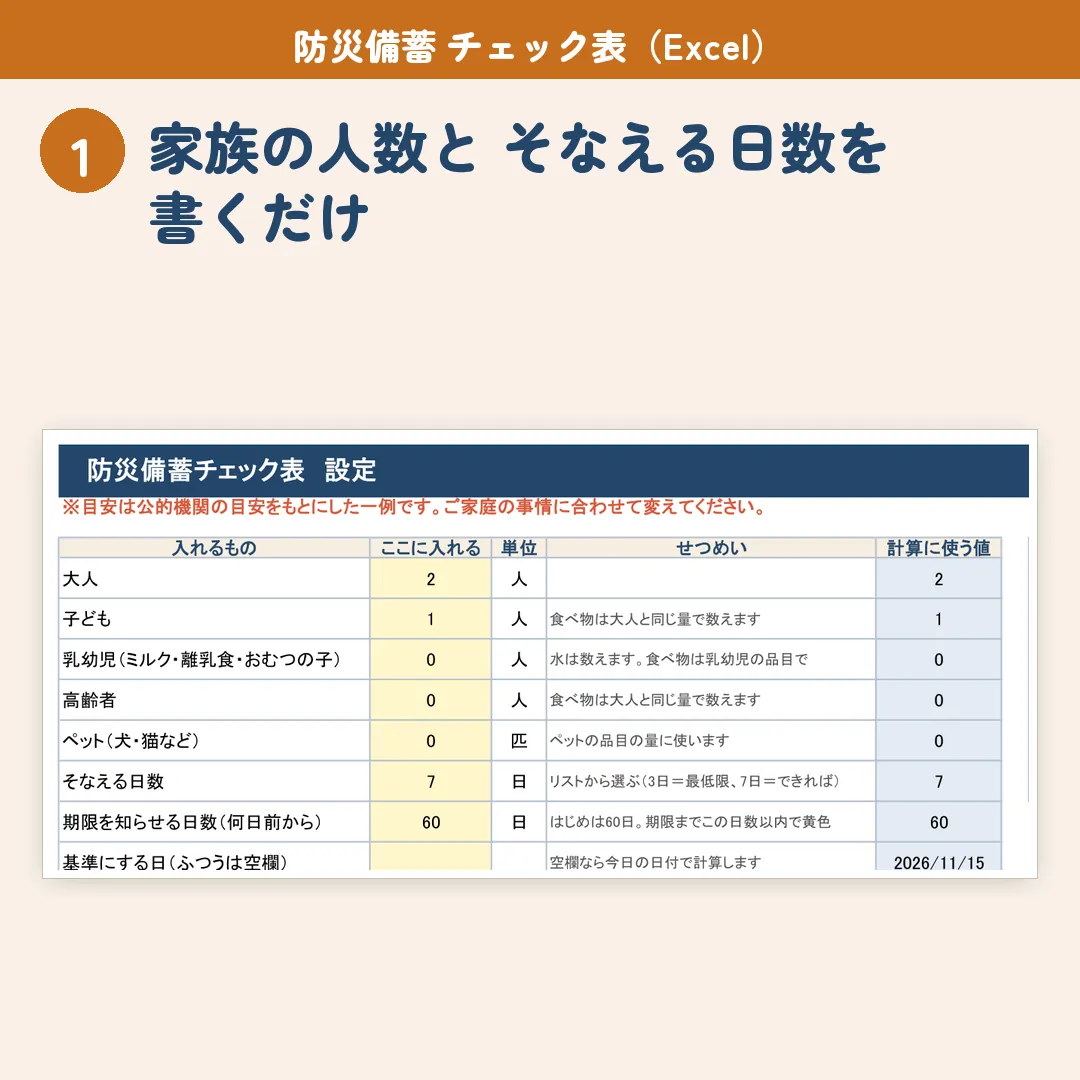 防災備蓄 チェック表（Excel）
1 家族の人数と そなえる日数を
書くだけ
防災備蓄チェック表　設定
※目安は公的機関の目安をもとにした一例です。ご家庭の事情に合わせて変えてください。
入れるもの ここに入れる 単位 せつめい 計算に使う値
大人 2 人 2
子ども 1 人 食べ物は大人と同じ量で数えます 1
乳幼児（ミルク・離乳食・おむつの子） 0 人 水は数えます。食べ物は乳幼児の品目で 0
高齢者 0 人 食べ物は大人と同じ量で数えます 0
ペット（犬・猫など） 0 匹 ペットの品目の量に使います 0
そなえる日数 7 日 リストから選ぶ（3日＝最低限、7日＝できれば） 7
期限を知らせる日数（何日前から） 60 日 はじめは60日。期限までこの日数以内で黄色 60
基準にする日（ふつうは空欄） 空欄なら今日の日付で計算します 2026/11/15